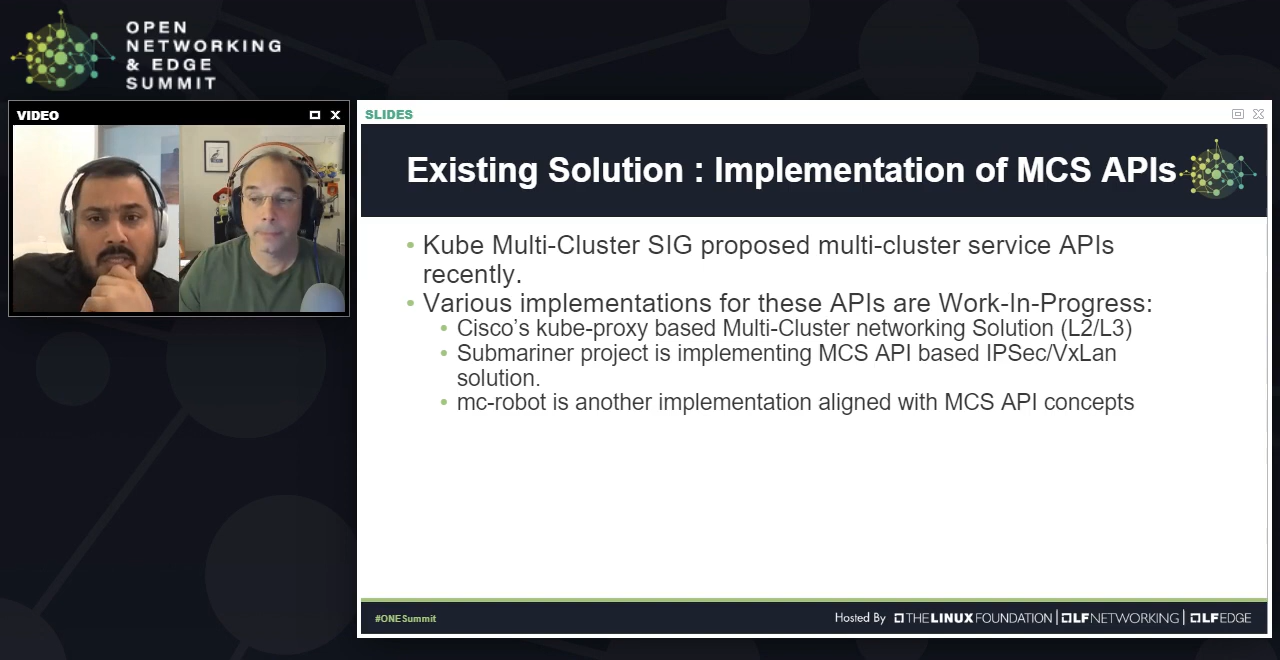 OPEN
NETWORKING
& EDGE
SUMMIT
VIDEO
SLIDES
Existing Solution : Implementation of MCS APIs
• Kube Multi-Cluster SIG proposed multi-cluster service APIs
recently.
• Various implementations for these APIs are Work-In-Progress:
• Cisco’s kube-proxy based Multi-Cluster networking Solution (L2/L3)
• Submariner project is implementing MCS API based IPSec/VxLan
solution.
• mc-robot is another implementation aligned with MCS API concepts
#ONESummit
Hosted By THE LINUX FOUNDATION | LF NETWORKING | LF EDGE